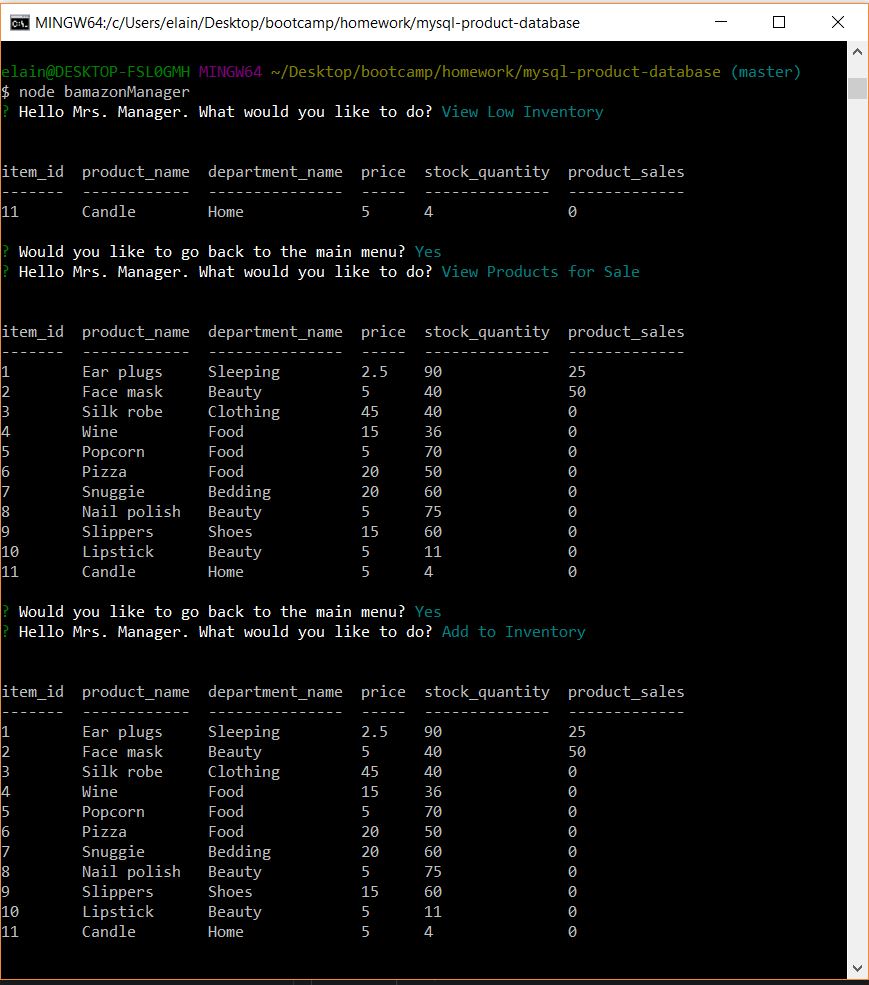 MINGW64:/c/Users/elain/Desktop/bootcamp/homework/mysql-product-database
elain@DESKTOP-FSL0GMH MINGW64 ~/Desktop/bootcamp/homework/mysql-product-database (master)
$ node bamazonManager
? Hello Mrs. Manager. What would you like to do? View Low Inventory
item_id  product_name  department_name  price  stock_quantity  product_sales
-------  ------------  ---------------  -----  --------------  -------------
11       Candle        Home             5      4               0
? Would you like to go back to the main menu? Yes
? Hello Mrs. Manager. What would you like to do? View Products for Sale
item_id  product_name  department_name  price  stock_quantity  product_sales
-------  ------------  ---------------  -----  --------------  -------------
1        Ear plugs     Sleeping         2.5    90              25
2        Face mask     Beauty           5      40              50
3        Silk robe     Clothing         45     40              0
4        Wine          Food             15     36              0
5        Popcorn       Food             5      70              0
6        Pizza         Food             20     50              0
7        Snuggie       Bedding          20     60              0
8        Nail polish   Beauty           5      75              0
9        Slippers      Shoes            15     60              0
10       Lipstick      Beauty           5      11              0
11       Candle        Home             5      4               0
? Would you like to go back to the main menu? Yes
? Hello Mrs. Manager. What would you like to do? Add to Inventory
item_id  product_name  department_name  price  stock_quantity  product_sales
-------  ------------  ---------------  -----  --------------  -------------
1        Ear plugs     Sleeping         2.5    90              25
2        Face mask     Beauty           5      40              50
3        Silk robe     Clothing         45     40              0
4        Wine          Food             15     36              0
5        Popcorn       Food             5      70              0
6        Pizza         Food             20     50              0
7        Snuggie       Bedding          20     60              0
8        Nail polish   Beauty           5      75              0
9        Slippers      Shoes            15     60              0
10       Lipstick      Beauty           5      11              0
11       Candle        Home             5      4               0